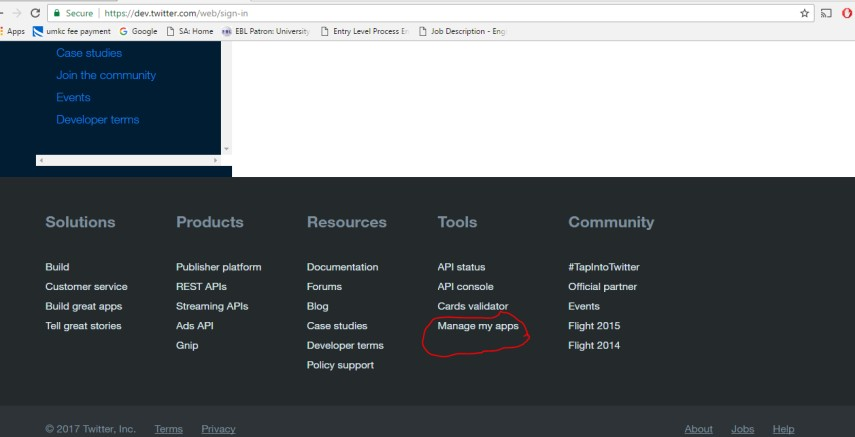 Secure https://dev.twitter.com/web/sign-in
Apps umkc fee payment Google SA: Home EBL Patron: University Entry Level Process En Job Description - Eng
Case studies
Join the community
Events
Developer terms
Solutions Products Resources Tools Community
Build Publisher platform Documentation API status #TapIntoTwitter
Customer service REST APIs Forums API console Official partner
Build great apps Streaming APIs Blog Cards validator Events
Tell great stories Ads API Case studies Manage my apps Flight 2015
Gnip Developer terms Flight 2014
Policy support
© 2017 Twitter, Inc. Terms Privacy About Jobs Help